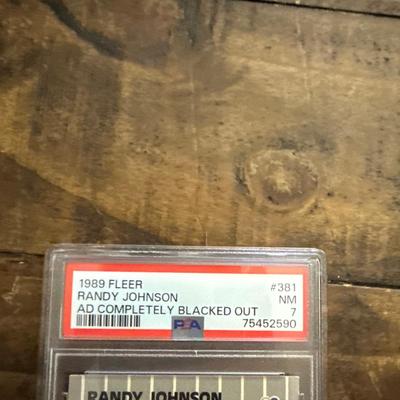 1989 FLEER #381
RANDY JOHNSON NM
AD COMPLETELY BLACKED OUT 7
PSA 75452590
RANDY JOHNSON